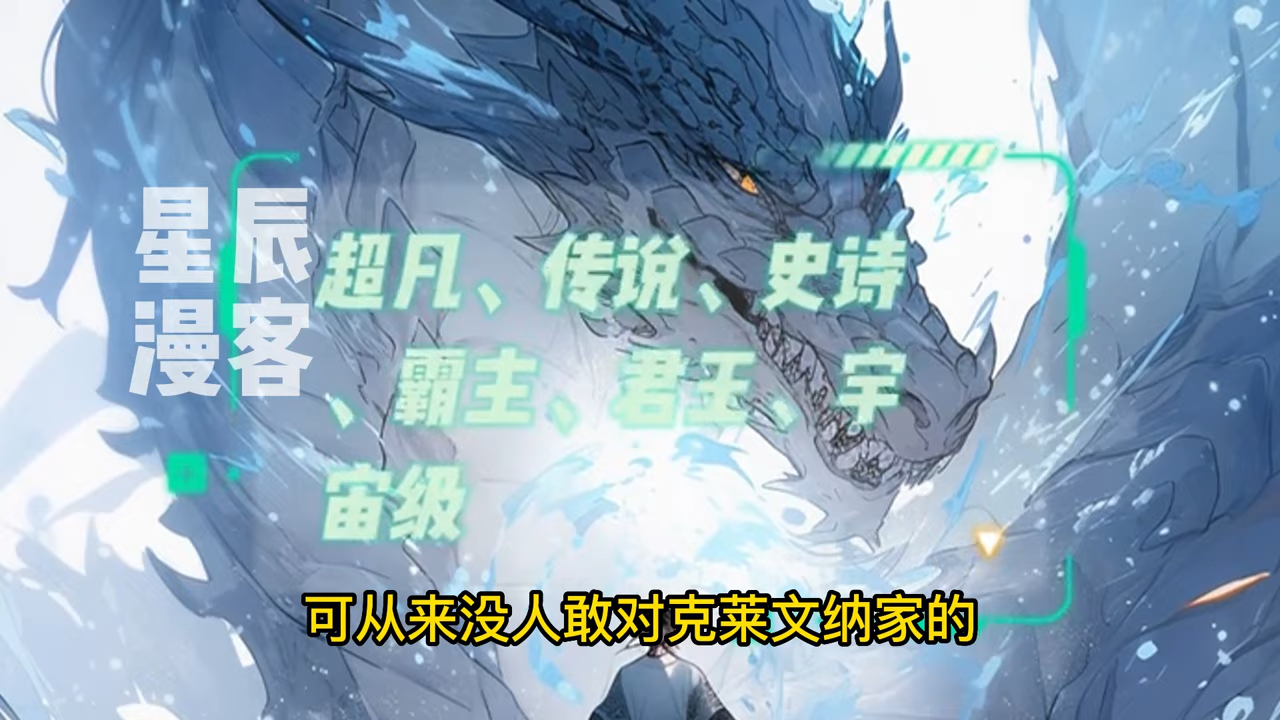 星辰
漫客
超凡、传说、史诗
、霸主、君王、宇
宙级
可从来没人敢对克莱文纳家的